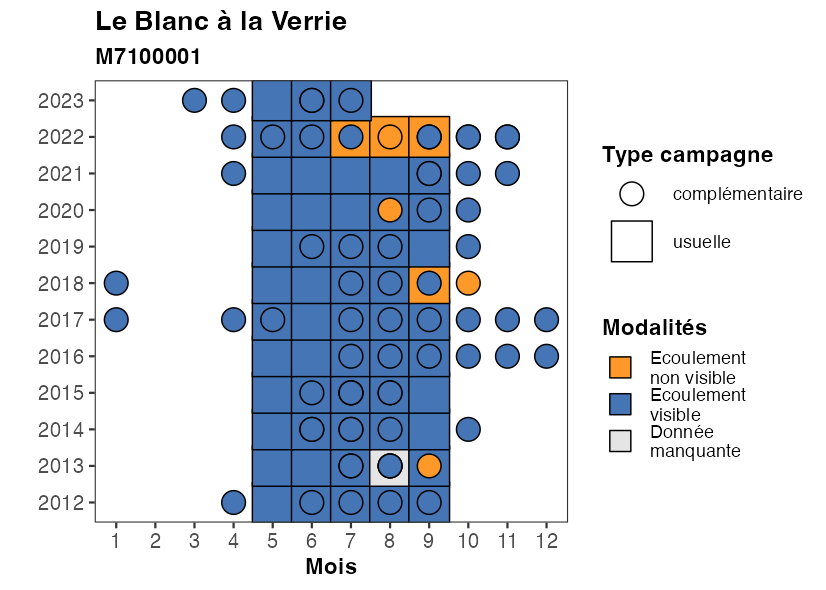 Le Blanc à la Verrie
M7100001
2023
2022
2021
2020
2019
2018
2017
2016
2015
2014
2013
2012
1 2 3 4 5 6 7 8 9 10 11 12
Mois
Type campagne
complémentaire
usuelle
Modalités
Ecoulement
non visible
Ecoulement
visible
Donnée
manquante